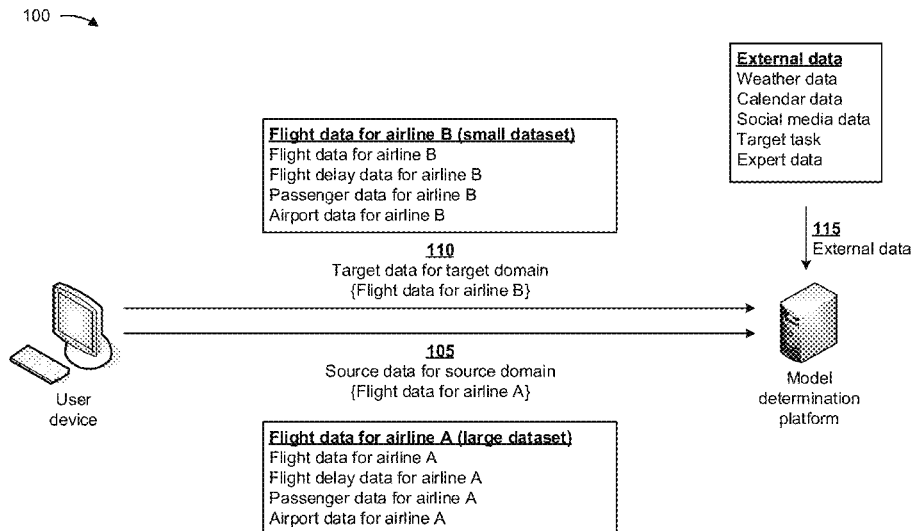 100
External data
Weather data
Calendar data
Social media data
Target task
Expert data
Flight data for airline B (small dataset)
Flight data for airline B
Flight delay data for airline B
Passenger data for airline B
Airport data for airline B
115
External data
110
Target data for target domain
{Flight data for airline B}
105
Source data for source domain
{Flight data for airline A}
User
device
Model
determination
platform
Flight data for airline A (large dataset)
Flight data for airline A
Flight delay data for airline A
Passenger data for airline A
Airport data for airline A